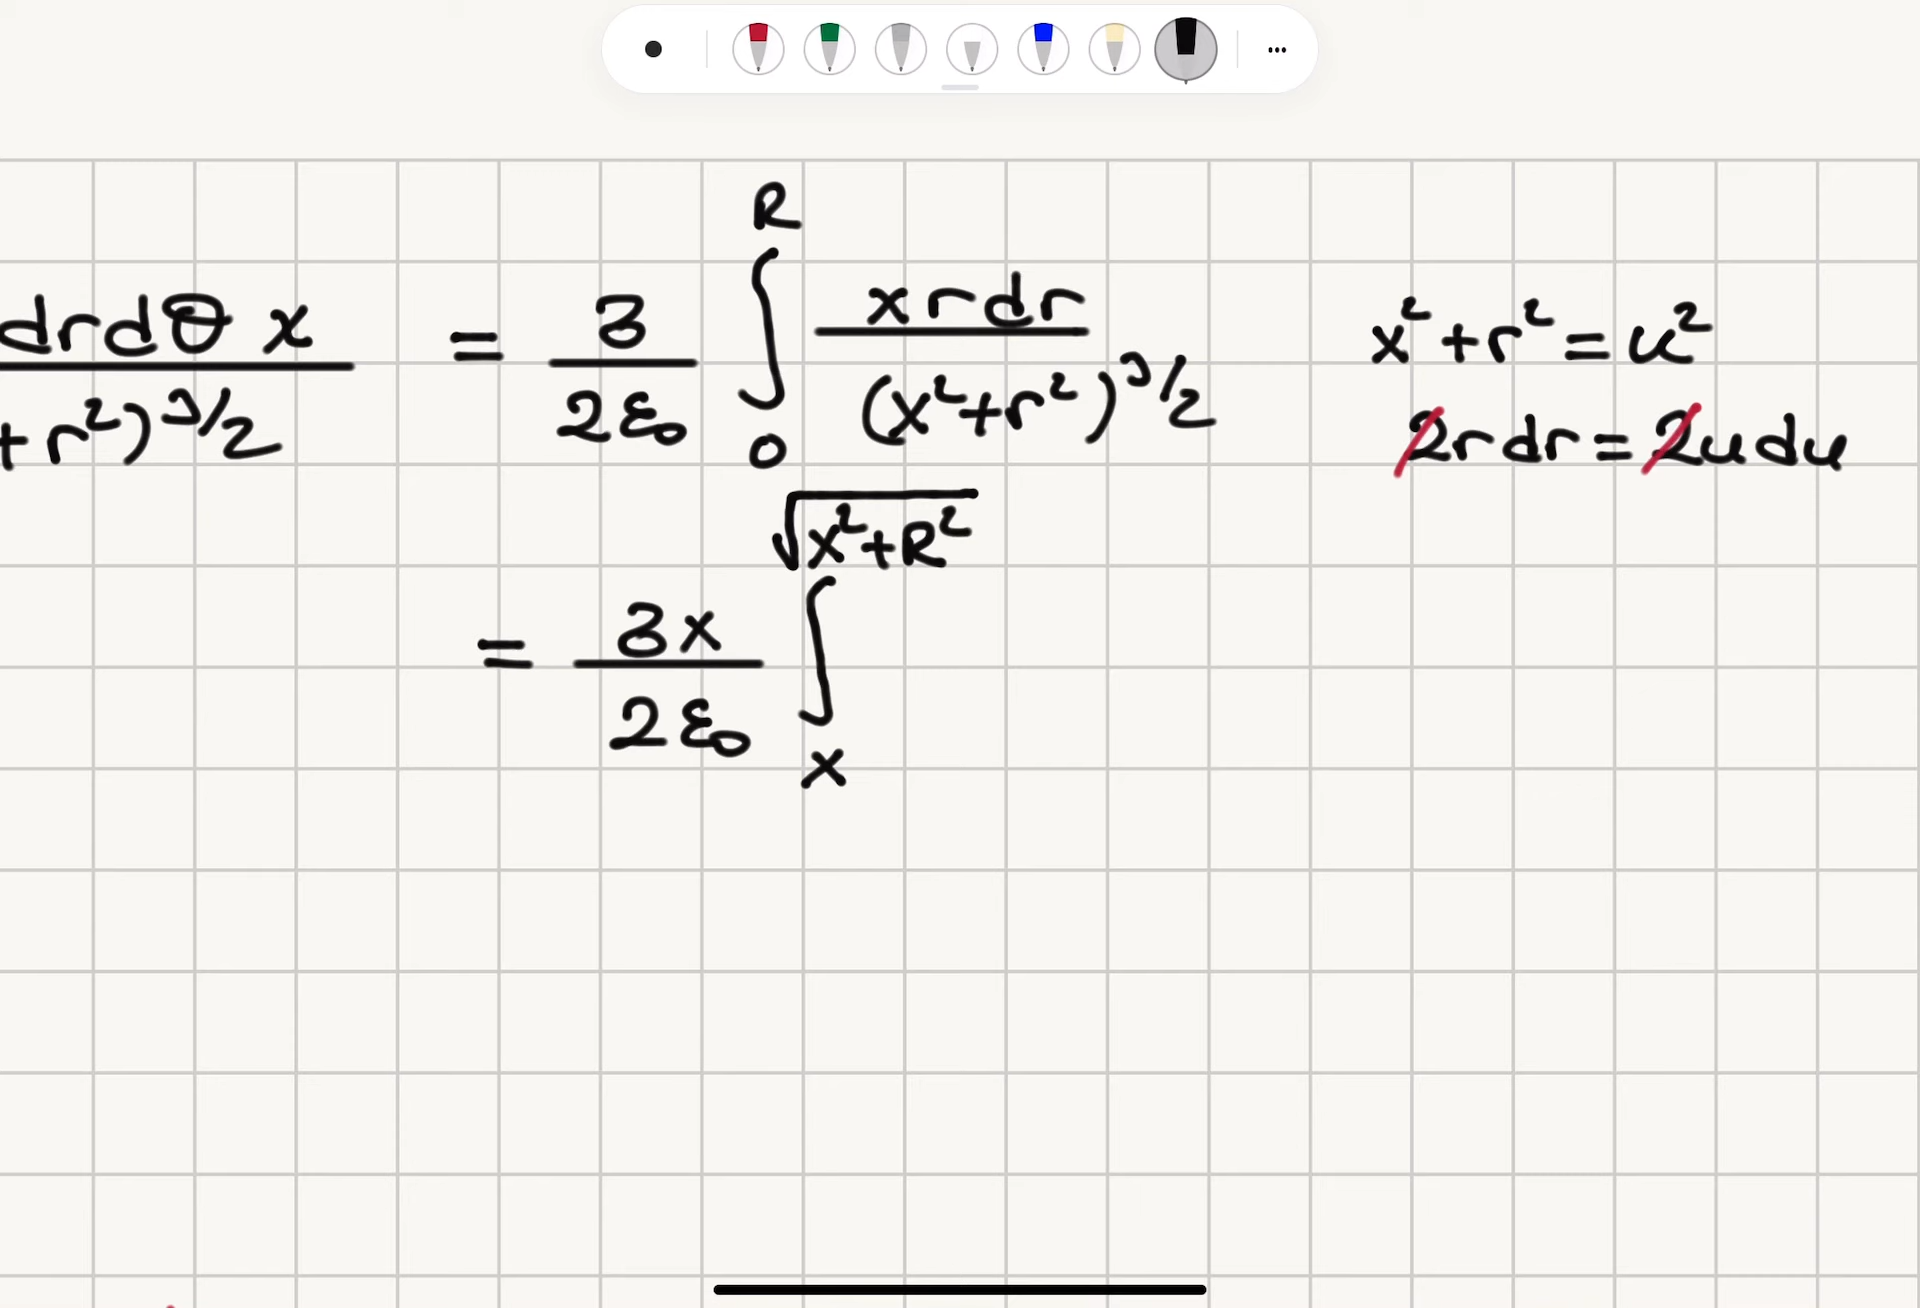 R
drdθ x = 3 ∫ x r dr x² + r² = u²
+ r²)^3/2 2ε₀ (x² + r²)^3/2 2rdr = 2udu
0
√x² + R²
= 3x ∫
2ε₀
x